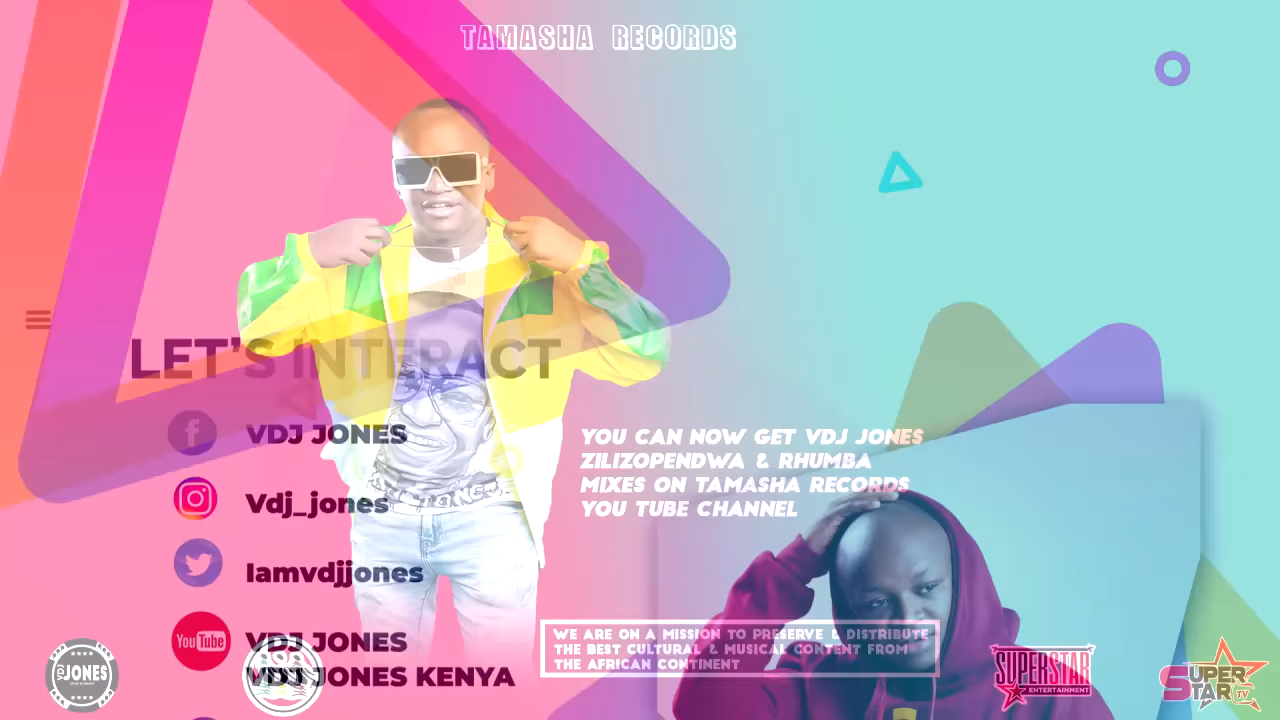 TAMASHA RECORDS
LET'S INTERACT
VDJ JONES
Vdj_jones
Iamvdjjones
YouTube
VDJ JONES
VDJ JONES KENYA
YOU CAN NOW GET VDJ JONES
ZILIZOPENDWA & RHUMBA
MIXES ON TAMASHA RECORDS
YOU TUBE CHANNEL
WE ARE ON A MISSION TO PRESERVE & DISTRIBUTE
THE BEST CULTURAL & MUSICAL CONTENT FROM
THE AFRICAN CONTINENT
JONES
SUPERSTAR
ENTERTAINMENT
SUPER
STAR
TV